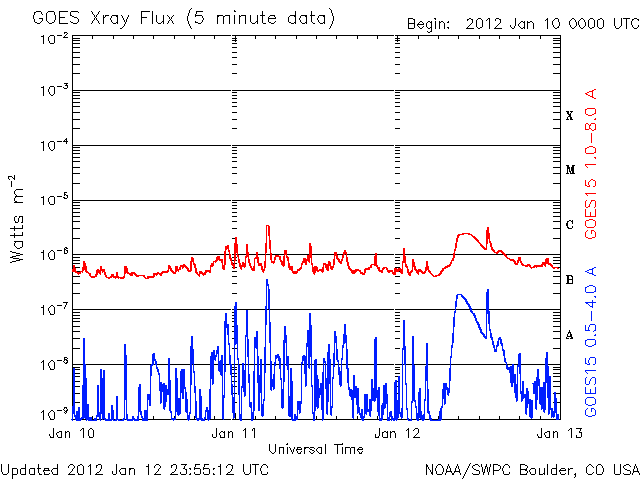 GOES Xray Flux (5 minute data) Begin: 2012 Jan 10 0000 UTC
10⁻²
10⁻³
10⁻⁴
10⁻⁵
10⁻⁶
10⁻⁷
10⁻⁸
10⁻⁹
Watts m⁻²
X
M
C
B
A
GOES15 1.0-8.0 A
GOES15 0.5-4.0 A
Jan 10 Jan 11 Jan 12 Jan 13
Universal Time
Updated 2012 Jan 12 23:55:12 UTC NOAA/SWPC Boulder, CO USA